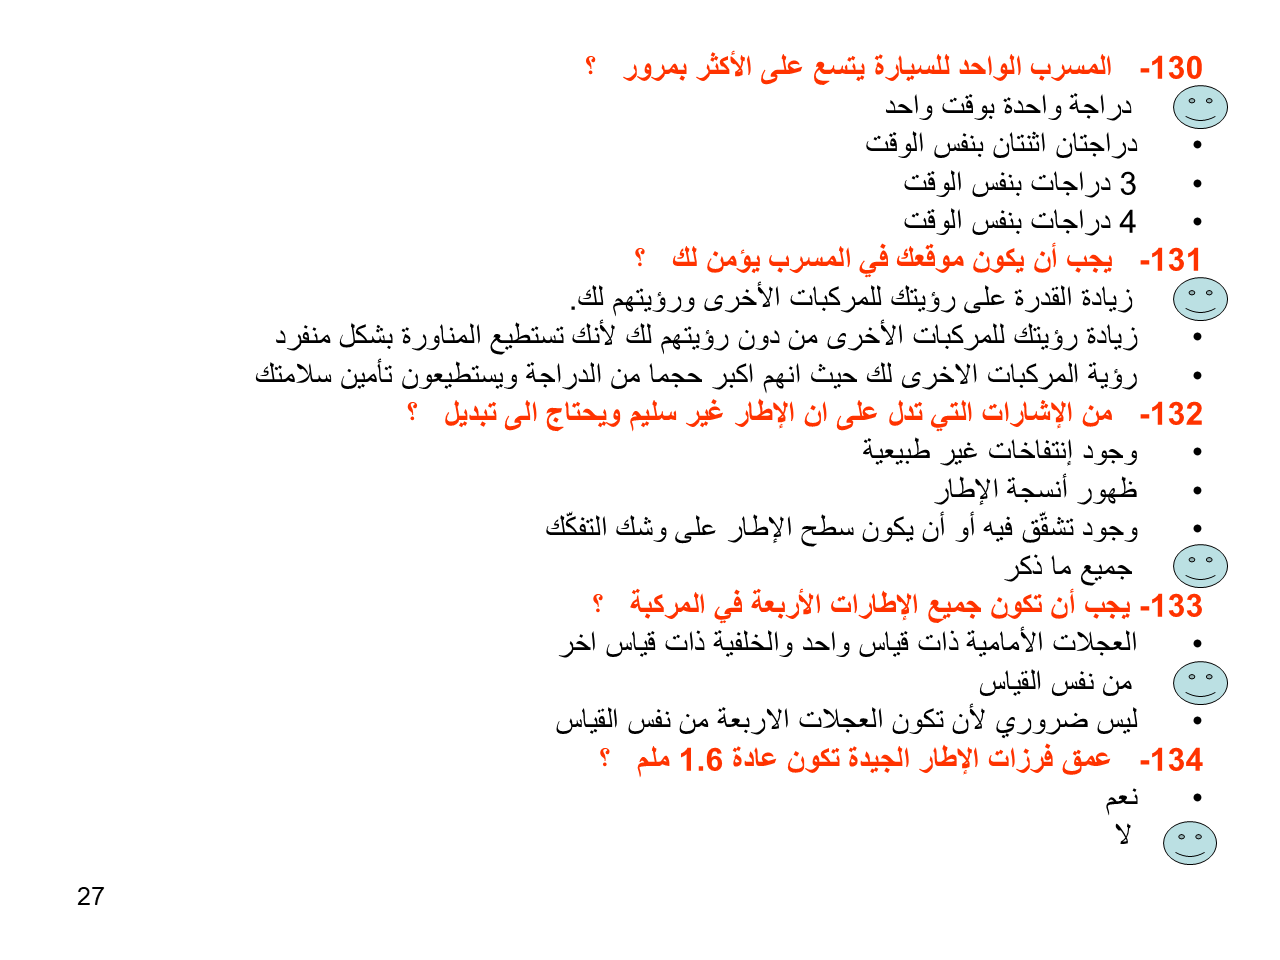 130- المسرب الواحد للسيارة يتسع على الأكثر بمرور ؟
دراجة واحدة بوقت واحد
• دراجتان اثنتان بنفس الوقت
• 3 دراجات بنفس الوقت
• 4 دراجات بنفس الوقت
131- يجب أن يكون موقعك في المسرب يؤمن لك ؟
زيادة القدرة على رؤيتك للمركبات الأخرى ورؤيتهم لك.
• زيادة رؤيتك للمركبات الأخرى من دون رؤيتهم لك لأنك تستطيع المناورة بشكل منفرد
• رؤية المركبات الاخرى لك حيث انهم اكبر حجما من الدراجة ويستطيعون تأمين سلامتك
132- من الإشارات التي تدل على ان الإطار غير سليم ويحتاج الى تبديل ؟
• وجود إنتفاخات غير طبيعية
• ظهور أنسجة الإطار
• وجود تشقّق فيه أو أن يكون سطح الإطار على وشك التفكّك
جميع ما ذكر
133- يجب أن تكون جميع الإطارات الأربعة في المركبة ؟
• العجلات الأمامية ذات قياس واحد والخلفية ذات قياس اخر
من نفس القياس
• ليس ضروري لأن تكون العجلات الاربعة من نفس القياس
134- عمق فرزات الإطار الجيدة تكون عادة 1.6 ملم ؟
• نعم
لا
27